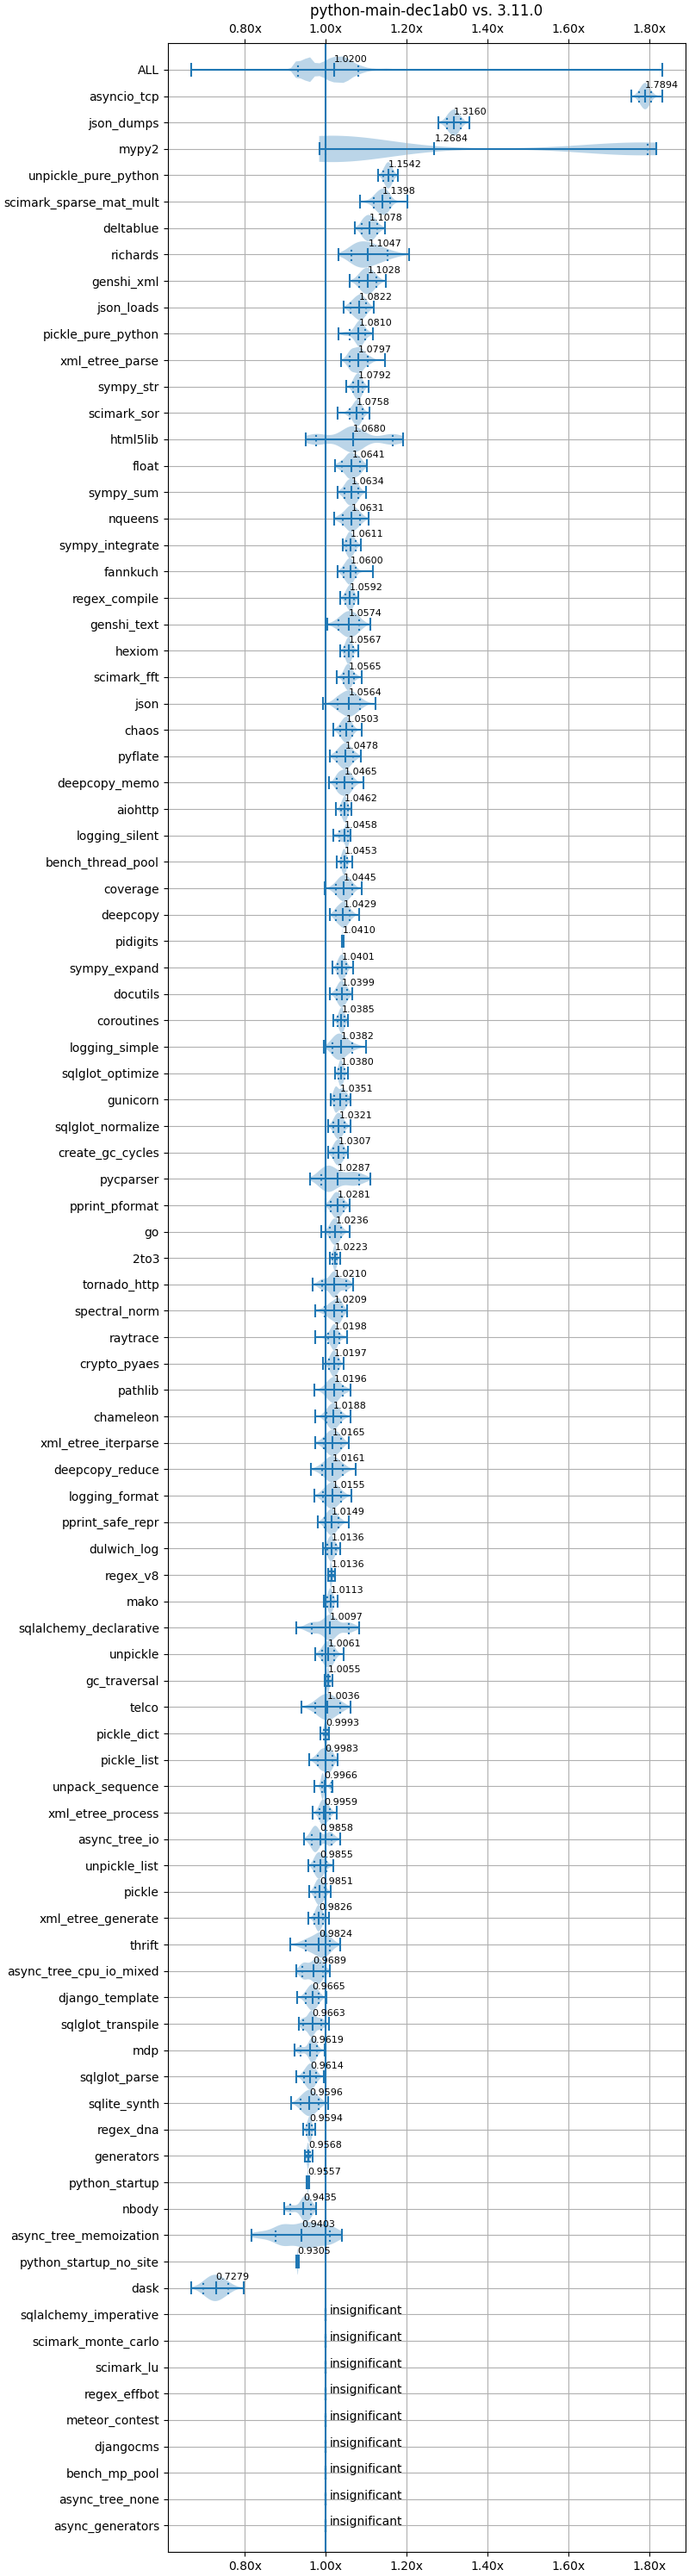 python-main-dec1ab0 vs. 3.11.0
0.80x 1.00x 1.20x 1.40x 1.60x 1.80x
ALL 1.0200
asyncio_tcp 1.7894
json_dumps 1.3160
mypy2 1.2684
unpickle_pure_python 1.1542
scimark_sparse_mat_mult 1.1398
deltablue 1.1078
richards 1.1047
genshi_xml 1.1028
json_loads 1.0822
pickle_pure_python 1.0810
xml_etree_parse 1.0797
sympy_str 1.0792
scimark_sor 1.0758
html5lib 1.0680
float 1.0641
sympy_sum 1.0634
nqueens 1.0631
sympy_integrate 1.0611
fannkuch 1.0600
regex_compile 1.0592
genshi_text 1.0574
hexiom 1.0567
scimark_fft 1.0565
json 1.0564
chaos 1.0503
pyflate 1.0478
deepcopy_memo 1.0465
aiohttp 1.0462
logging_silent 1.0458
bench_thread_pool 1.0453
coverage 1.0445
deepcopy 1.0429
pidigits 1.0410
sympy_expand 1.0401
docutils 1.0399
coroutines 1.0385
logging_simple 1.0382
sqlglot_optimize 1.0380
gunicorn 1.0351
sqlglot_normalize 1.0321
create_gc_cycles 1.0307
pycparser 1.0287
pprint_pformat 1.0281
go 1.0236
2to3 1.0223
tornado_http 1.0210
spectral_norm 1.0209
raytrace 1.0198
crypto_pyaes 1.0197
pathlib 1.0196
chameleon 1.0188
xml_etree_iterparse 1.0165
deepcopy_reduce 1.0161
logging_format 1.0155
pprint_safe_repr 1.0149
dulwich_log 1.0136
regex_v8 1.0136
mako 1.0113
sqlalchemy_declarative 1.0097
unpickle 1.0061
gc_traversal 1.0055
telco 1.0036
pickle_dict 0.9993
pickle_list 0.9983
unpack_sequence 0.9966
xml_etree_process 0.9959
async_tree_io 0.9858
unpickle_list 0.9855
pickle 0.9851
xml_etree_generate 0.9826
thrift 0.9824
async_tree_cpu_io_mixed 0.9689
django_template 0.9665
sqlglot_transpile 0.9663
mdp 0.9619
sqlglot_parse 0.9614
sqlite_synth 0.9596
regex_dna 0.9594
generators 0.9568
python_startup 0.9557
nbody 0.9435
async_tree_memoization 0.9403
python_startup_no_site 0.9305
dask 0.7279
sqlalchemy_imperative insignificant
scimark_monte_carlo insignificant
scimark_lu insignificant
regex_effbot insignificant
meteor_contest insignificant
djangocms insignificant
bench_mp_pool insignificant
async_tree_none insignificant
async_generators insignificant
0.80x 1.00x 1.20x 1.40x 1.60x 1.80x